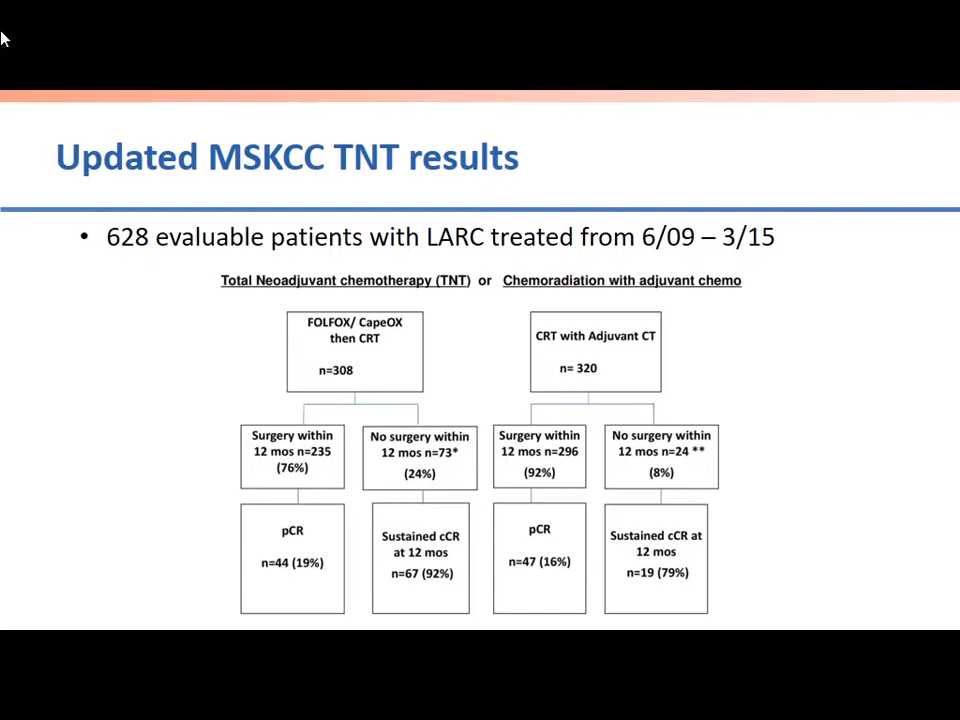 Updated MSKCC TNT results
• 628 evaluable patients with LARC treated from 6/09 – 3/15
Total Neoadjuvant chemotherapy (TNT) or Chemoradiation with adjuvant chemo
FOLFOX/ CapeOX
then CRT
n=308
CRT with Adjuvant CT
n= 320
Surgery within
12 mos n=235
(76%)
No surgery within
12 mos n=73*
(24%)
Surgery within
12 mos n=296
(92%)
No surgery within
12 mos n=24 **
(8%)
pCR
n=44 (19%)
Sustained cCR
at 12 mos
n=67 (92%)
pCR
n=47 (16%)
Sustained cCR at
12 mos
n=19 (79%)